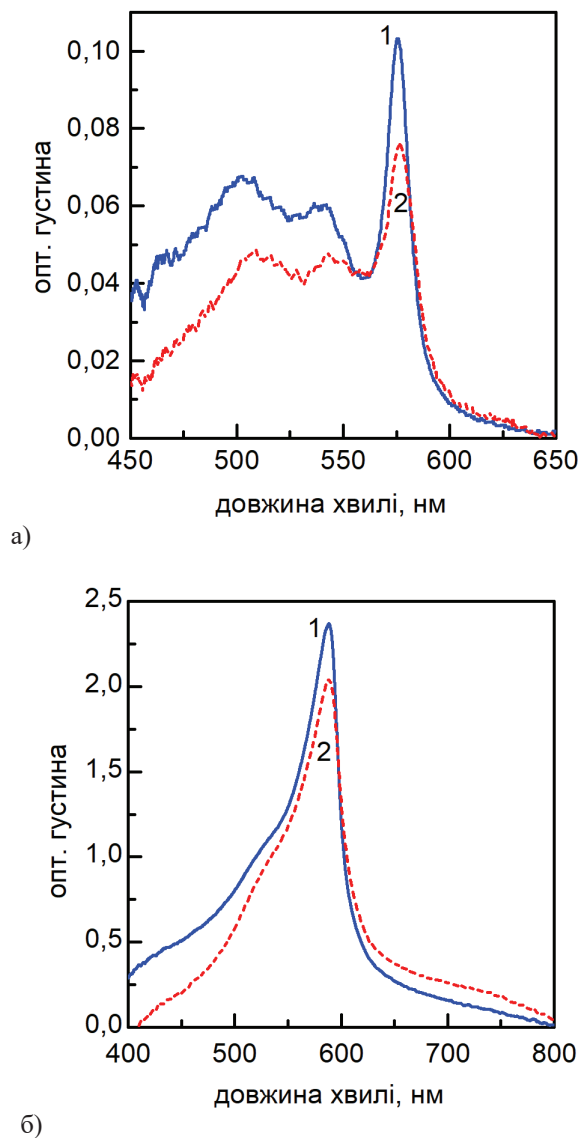 0,10
0,08
0,06
0,04
0,02
0,00
опт. густина
1
2
450 500 550 600 650
довжина хвилі, нм
а)
2,5
2,0
1,5
1,0
0,5
0,0
опт. густина
1
2
400 500 600 700 800
довжина хвилі, нм
б)